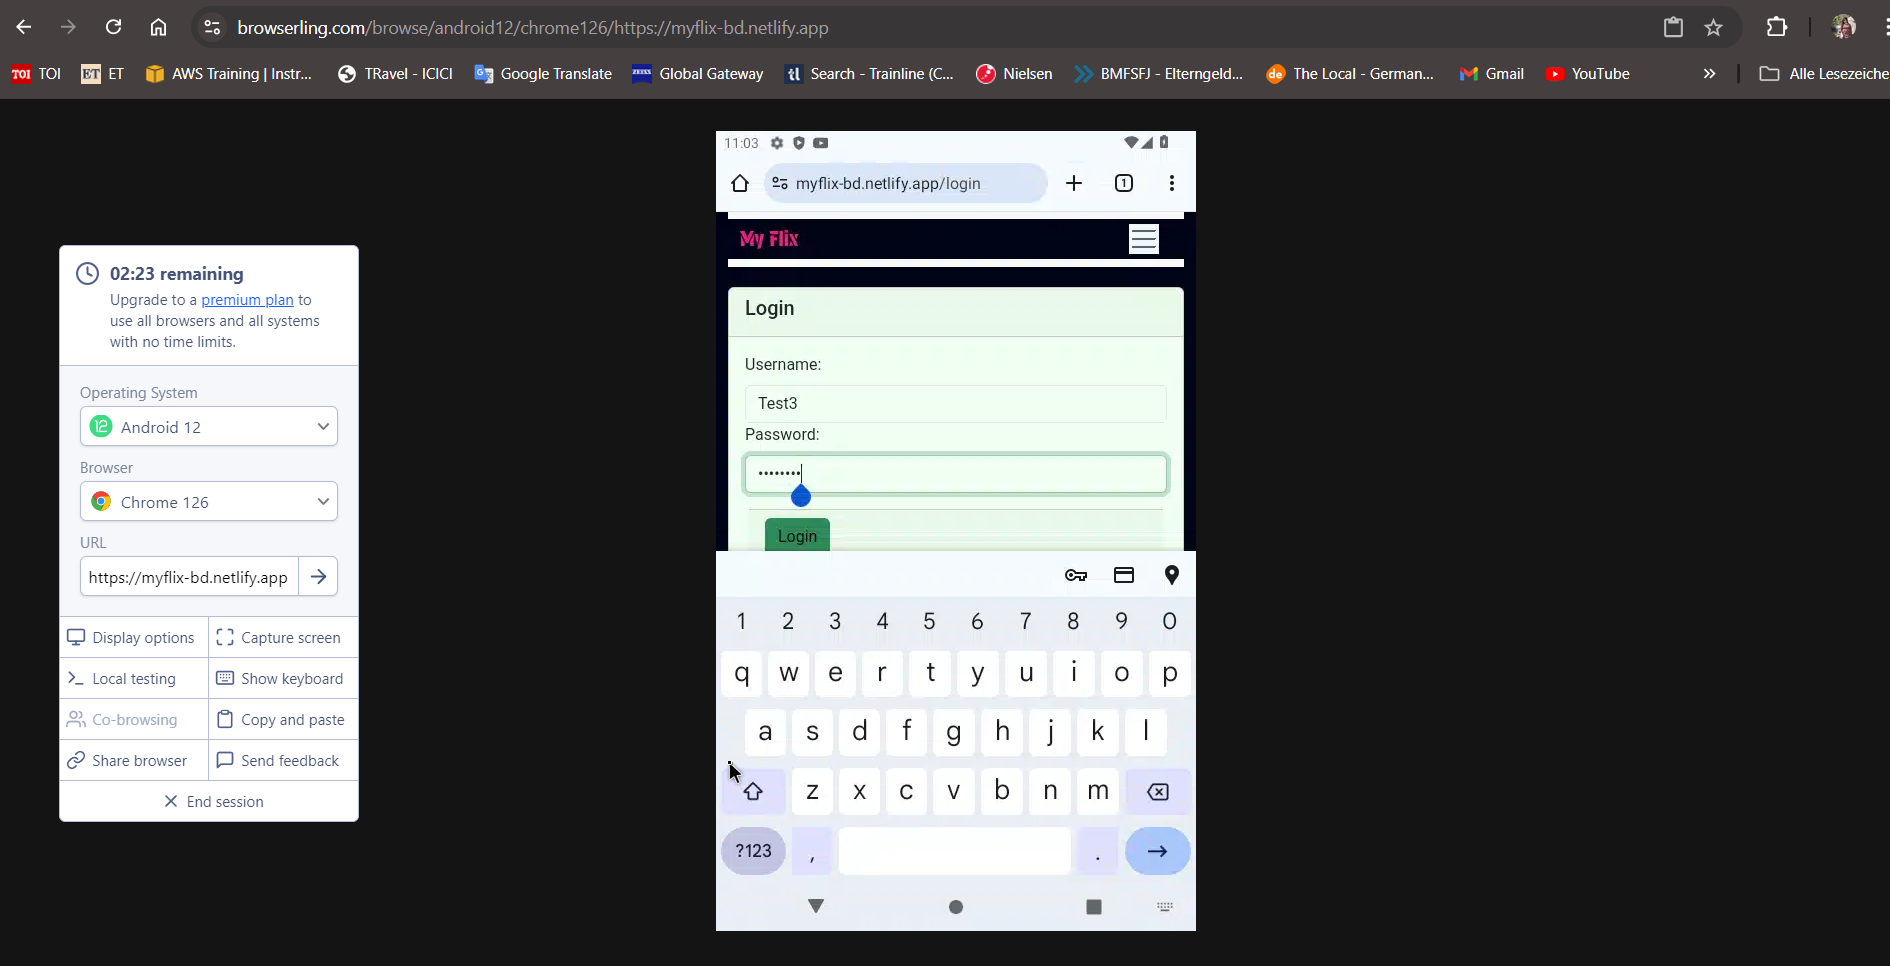 browserling.com/browse/android12/chrome126/https://myflix-bd.netlify.app
TOI TOI
ET ET
AWS Training | Instr...
TRavel - ICICI
Google Translate
ZEISS Global Gateway
tl Search - Trainline (C...
Nielsen
BMFSFJ - Elterngeld...
de The Local - German...
Gmail
YouTube
Alle Lesezeiche
02:23 remaining
Upgrade to a premium plan to
use all browsers and all systems
with no time limits.
Operating System
12 Android 12
Browser
Chrome 126
URL
https://myflix-bd.netlify.app
Display options
Capture screen
Local testing
Show keyboard
Co-browsing
Copy and paste
Share browser
Send feedback
End session
11:03
myflix-bd.netlify.app/login
1
My Flix
Login
Username:
Test3
Password:
••••••••
Login
1 2 3 4 5 6 7 8 9 0
q w e r t y u i o p
a s d f g h j k l
z x c v b n m
?123 , .